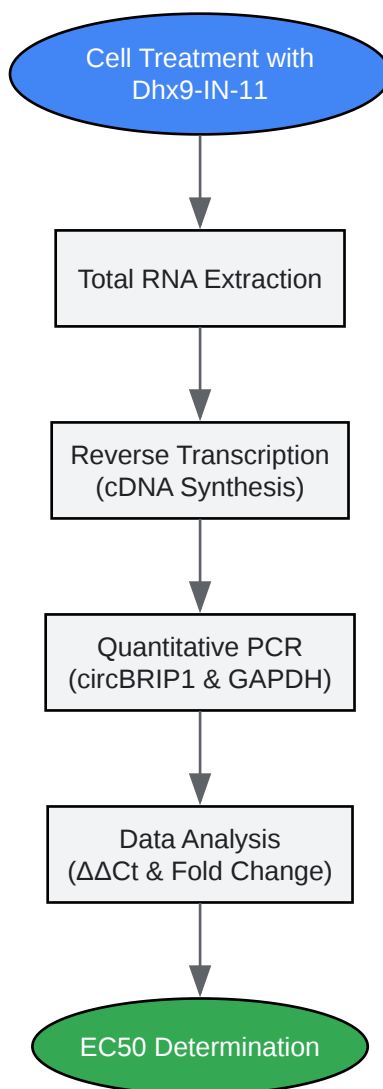 Cell Treatment with
Dhx9-IN-11
Total RNA Extraction
Reverse Transcription
(cDNA Synthesis)
Quantitative PCR
(circBRIP1 & GAPDH)
Data Analysis
(ΔΔCt & Fold Change)
EC50 Determination